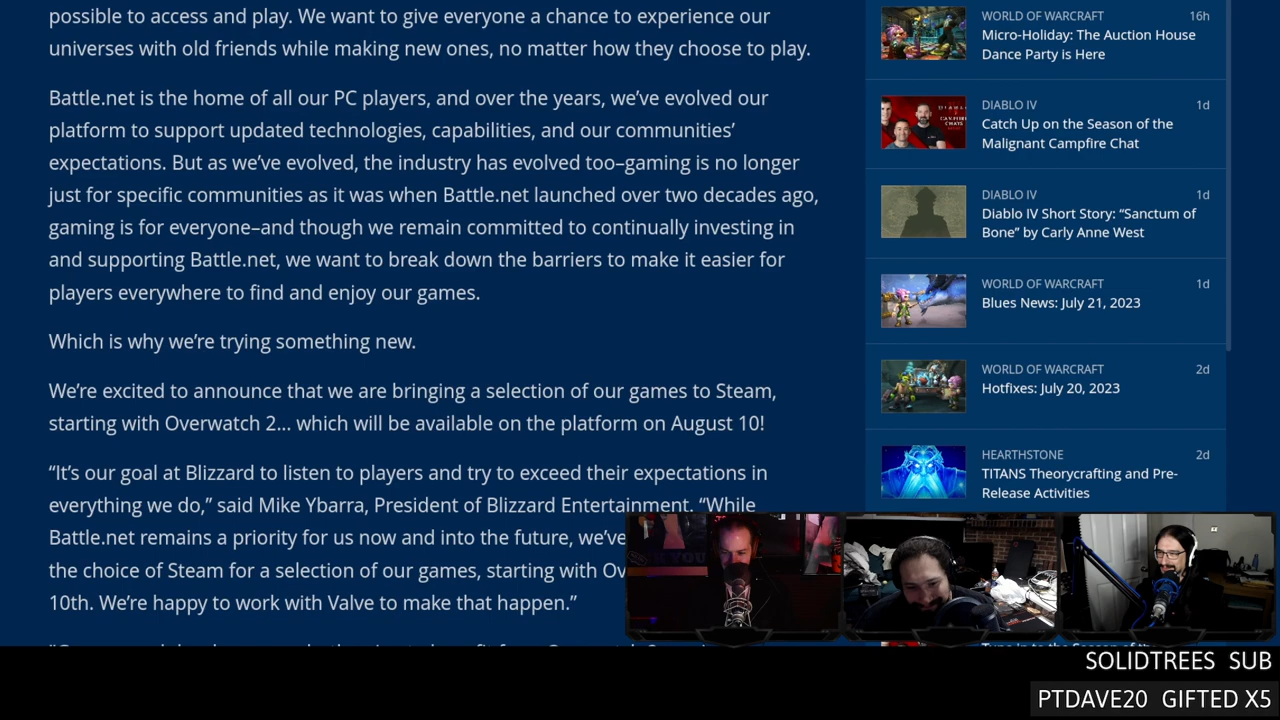 possible to access and play. We want to give everyone a chance to experience our
universes with old friends while making new ones, no matter how they choose to play.
Battle.net is the home of all our PC players, and over the years, we’ve evolved our
platform to support updated technologies, capabilities, and our communities’
expectations. But as we’ve evolved, the industry has evolved too–gaming is no longer
just for specific communities as it was when Battle.net launched over two decades ago,
gaming is for everyone–and though we remain committed to continually investing in
and supporting Battle.net, we want to break down the barriers to make it easier for
players everywhere to find and enjoy our games.
Which is why we’re trying something new.
We’re excited to announce that we are bringing a selection of our games to Steam,
starting with Overwatch 2... which will be available on the platform on August 10!
“It’s our goal at Blizzard to listen to players and try to exceed their expectations in
everything we do,” said Mike Ybarra, President of Blizzard Entertainment. “While
Battle.net remains a priority for us now and into the future, we’ve
the choice of Steam for a selection of our games, starting with Ov
10th. We’re happy to work with Valve to make that happen.”
WORLD OF WARCRAFT 16h
Micro-Holiday: The Auction House
Dance Party is Here
DIABLO IV 1d
Catch Up on the Season of the
Malignant Campfire Chat
DIABLO IV 1d
Diablo IV Short Story: “Sanctum of
Bone” by Carly Anne West
WORLD OF WARCRAFT 1d
Blues News: July 21, 2023
WORLD OF WARCRAFT 2d
Hotfixes: July 20, 2023
HEARTHSTONE 2d
TITANS Theorycrafting and Pre-
Release Activities
SOLIDTREES SUB
PTDAVE20 GIFTED X5